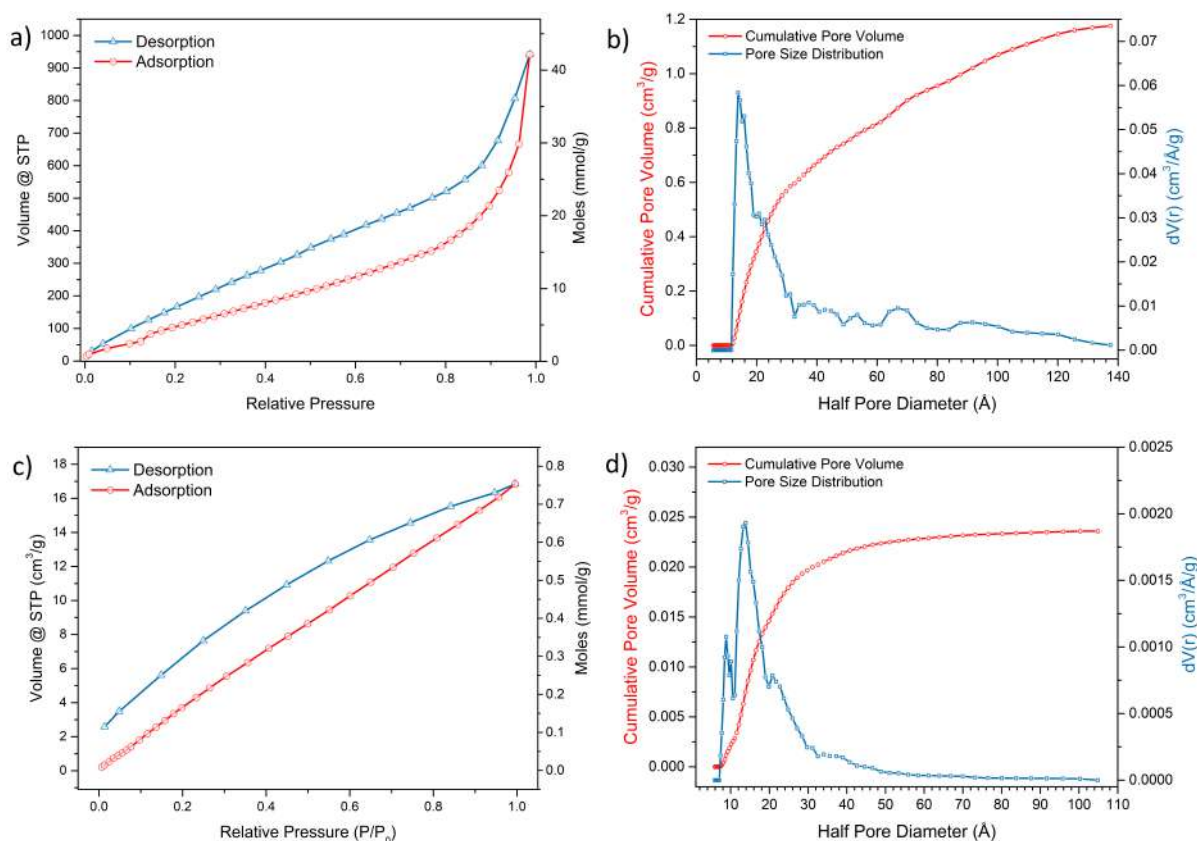 a)
Desorption
Adsorption
1000
900
800
700
600
500
400
300
200
100
0
Volume @ STP
40
30
20
10
0
Moles (mmol/g)
0.0 0.2 0.4 0.6 0.8 1.0
Relative Pressure
b)
Cumulative Pore Volume (cm³/g)
Pore Size Distribution
1.2
1.0
0.8
0.6
0.4
0.2
0.0
Cumulative Pore Volume (cm³/g)
0.07
0.06
0.05
0.04
0.03
0.02
0.01
0.00
dV(r) (cm³/Å/g)
0 20 40 60 80 100 120 140
Half Pore Diameter (Å)
c)
Desorption
Adsorption
18
16
14
12
10
8
6
4
2
0
Volume @ STP (cm³/g)
0.8
0.7
0.6
0.5
0.4
0.3
0.2
0.1
0.0
Moles (mmol/g)
0.0 0.2 0.4 0.6 0.8 1.0
Relative Pressure (P/P₀)
d)
Cumulative Pore Volume
Pore Size Distribution
0.030
0.025
0.020
0.015
0.010
0.005
0.000
Cumulative Pore Volume (cm³/g)
0.0025
0.0020
0.0015
0.0010
0.0005
0.0000
dV(r) (cm³/Å/g)
10 20 30 40 50 60 70 80 90 100 110
Half Pore Diameter (Å)